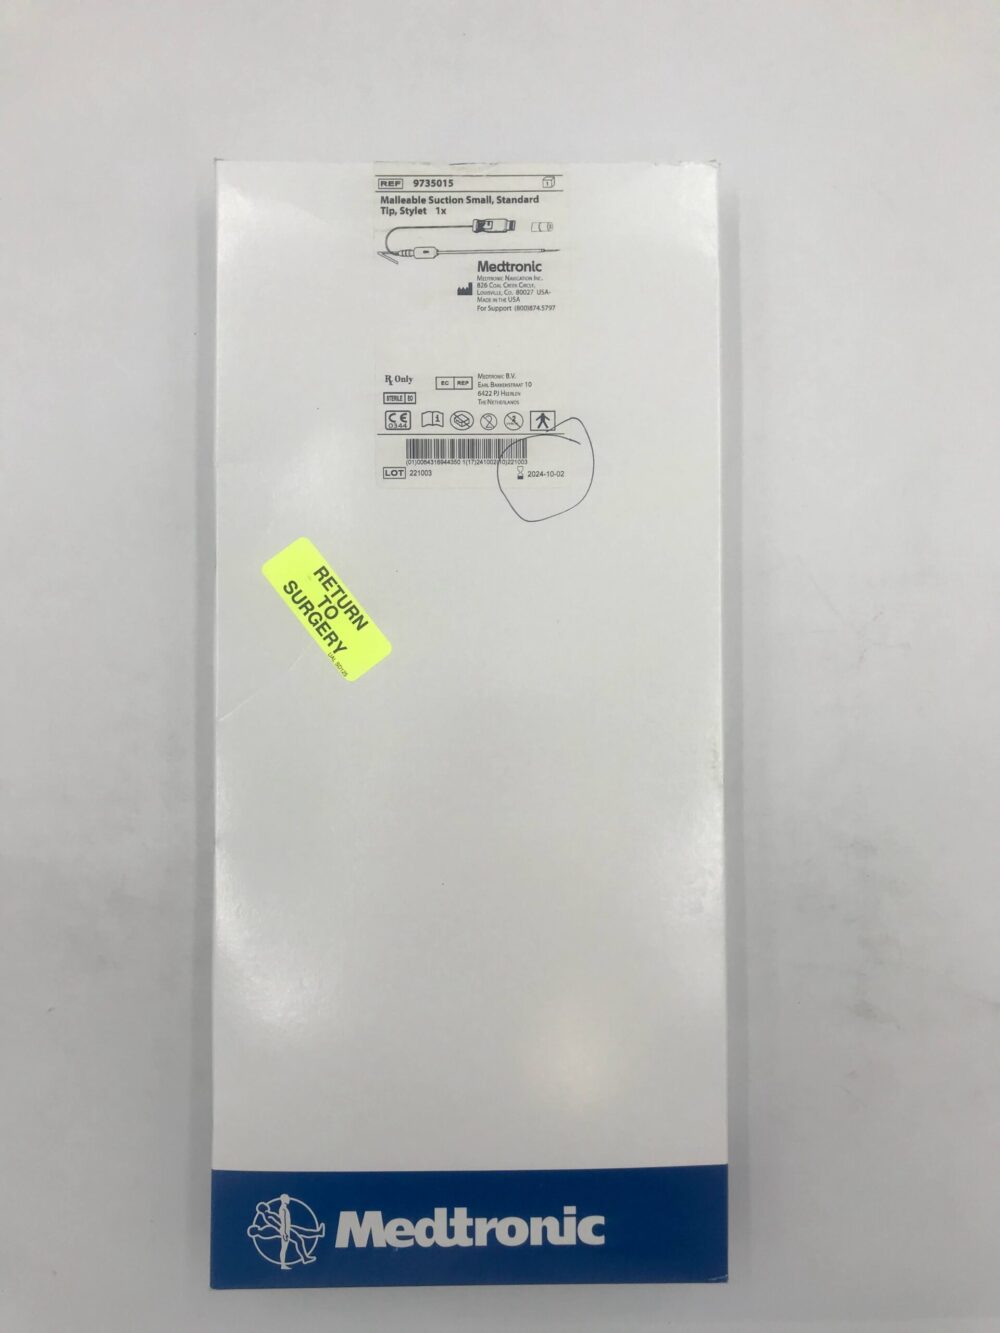 REF 9735015
1
Malleable Suction Small, Standard
Tip, Stylet 1x
Medtronic
Medtronic Navigation Inc.
826 Coal Creek Circle,
Louisville, Co. 80027 USA-
Made in the USA
For Support (800)874.5797
Rx Only
EC REP
Medtronic B.V.
Earl Bakkenstraat 10
6422 PJ Heerlen
The Netherlands
STERILE EO
CE
0344
LOT 221003
2024-10-02
RETURN
TO
SURGERY
Medtronic